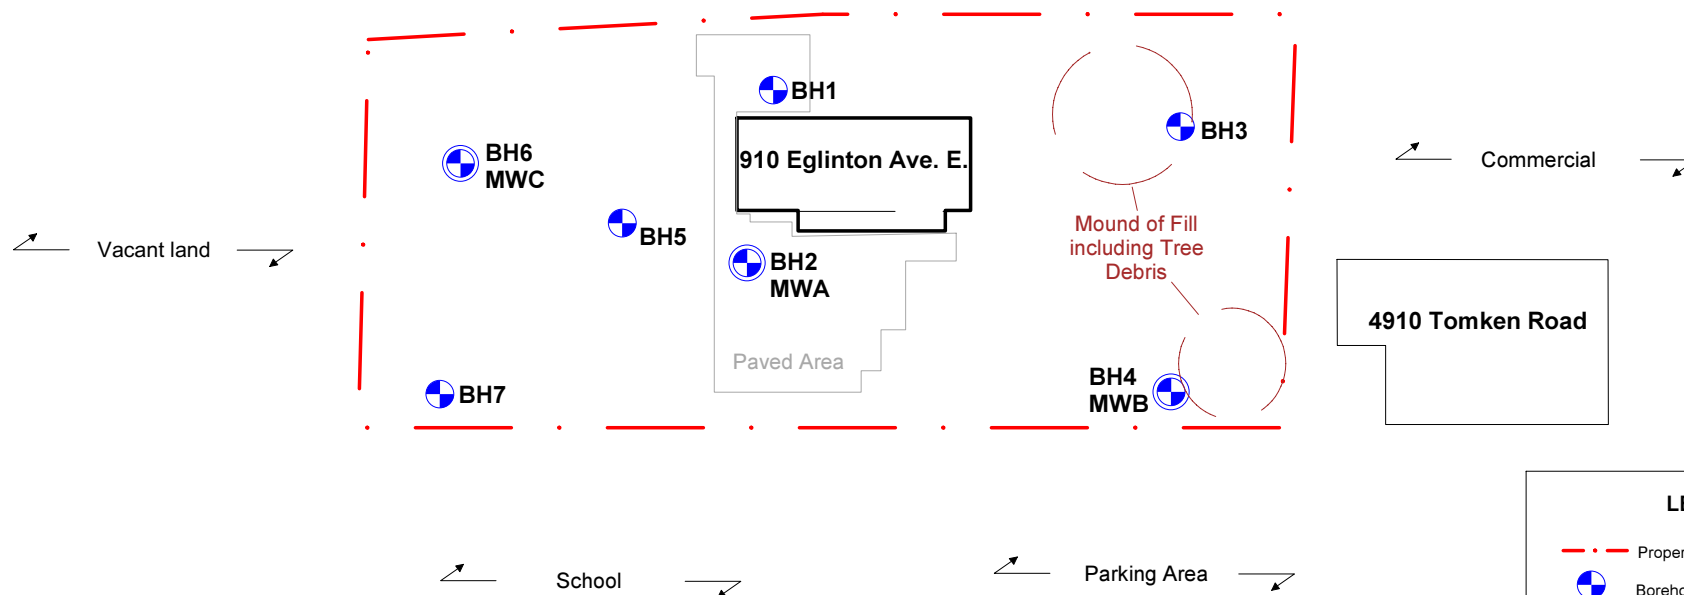 BH1
910 Eglinton Ave. E.
BH3
BH6
MWC
Commercial
BH5
Mound of Fill
including Tree
Debris
Vacant land
BH2
MWA
4910 Tomken Road
Paved Area
BH4
MWB
BH7
School
Parking Area